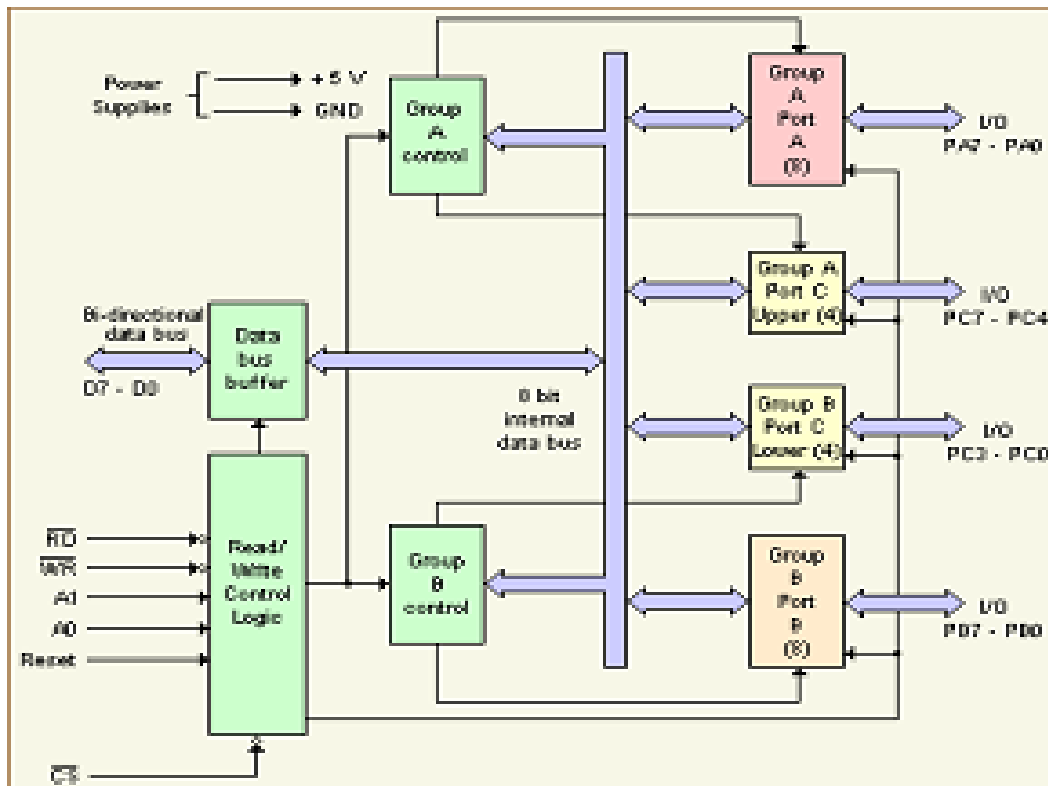 Power
Supplies
+ 5 V
GND
Group
A
control
Group
A
Port
A
(8)
I/O
PA7 - PA0
Group A
Port C
Upper (4)
I/O
PC7 - PC4
Bi-directional
data bus
D7 - D0
Data
bus
buffer
8 bit
internal
data bus
Group B
Port C
Lower (4)
I/O
PC3 - PC0
RD
WR
A1
A0
Reset
CS
Read/
Write
Control
Logic
Group
B
control
Group
B
Port
B
(8)
I/O
PB7 - PB0